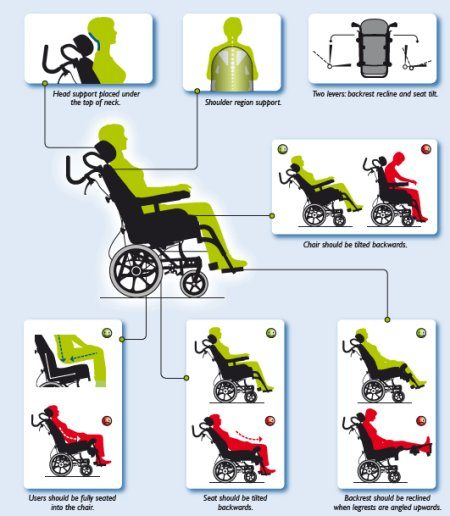 Head support placed under
the top of neck.
Shoulder region support.
Two levers: backrest recline and seat tilt.
Chair should be tilted backwards.
Users should be fully seated
into the chair.
Seat should be tilted
backwards.
Backrest should be reclined
when legrests are angled upwards.